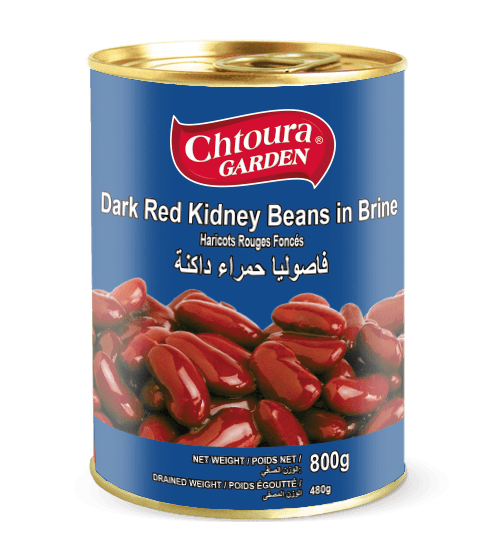 Chtoura®
GARDEN
Dark Red Kidney Beans in Brine
Haricots Rouges Foncés
فاصوليا حمراء داكنة
NET WEIGHT / POIDS NET / 800g
الوزن الصافي:
DRAINED WEIGHT / POIDS ÉGOUTTÉ / 480g
الوزن المصفى